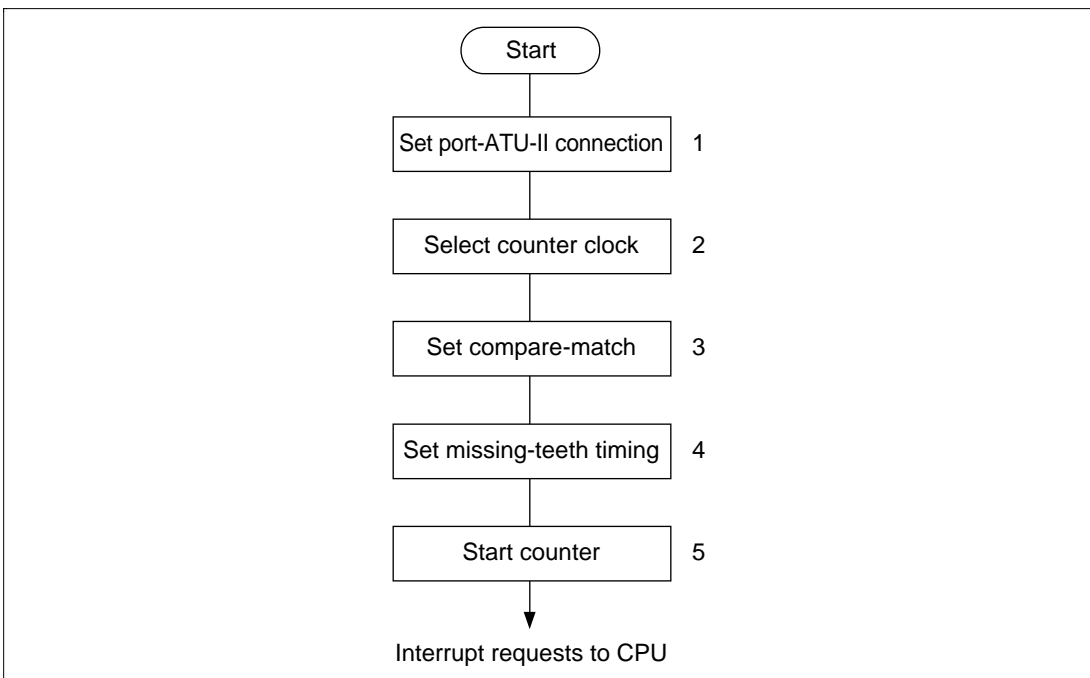 Start
Set port-ATU-II connection 1
Select counter clock 2
Set compare-match 3
Set missing-teeth timing 4
Start counter 5
Interrupt requests to CPU